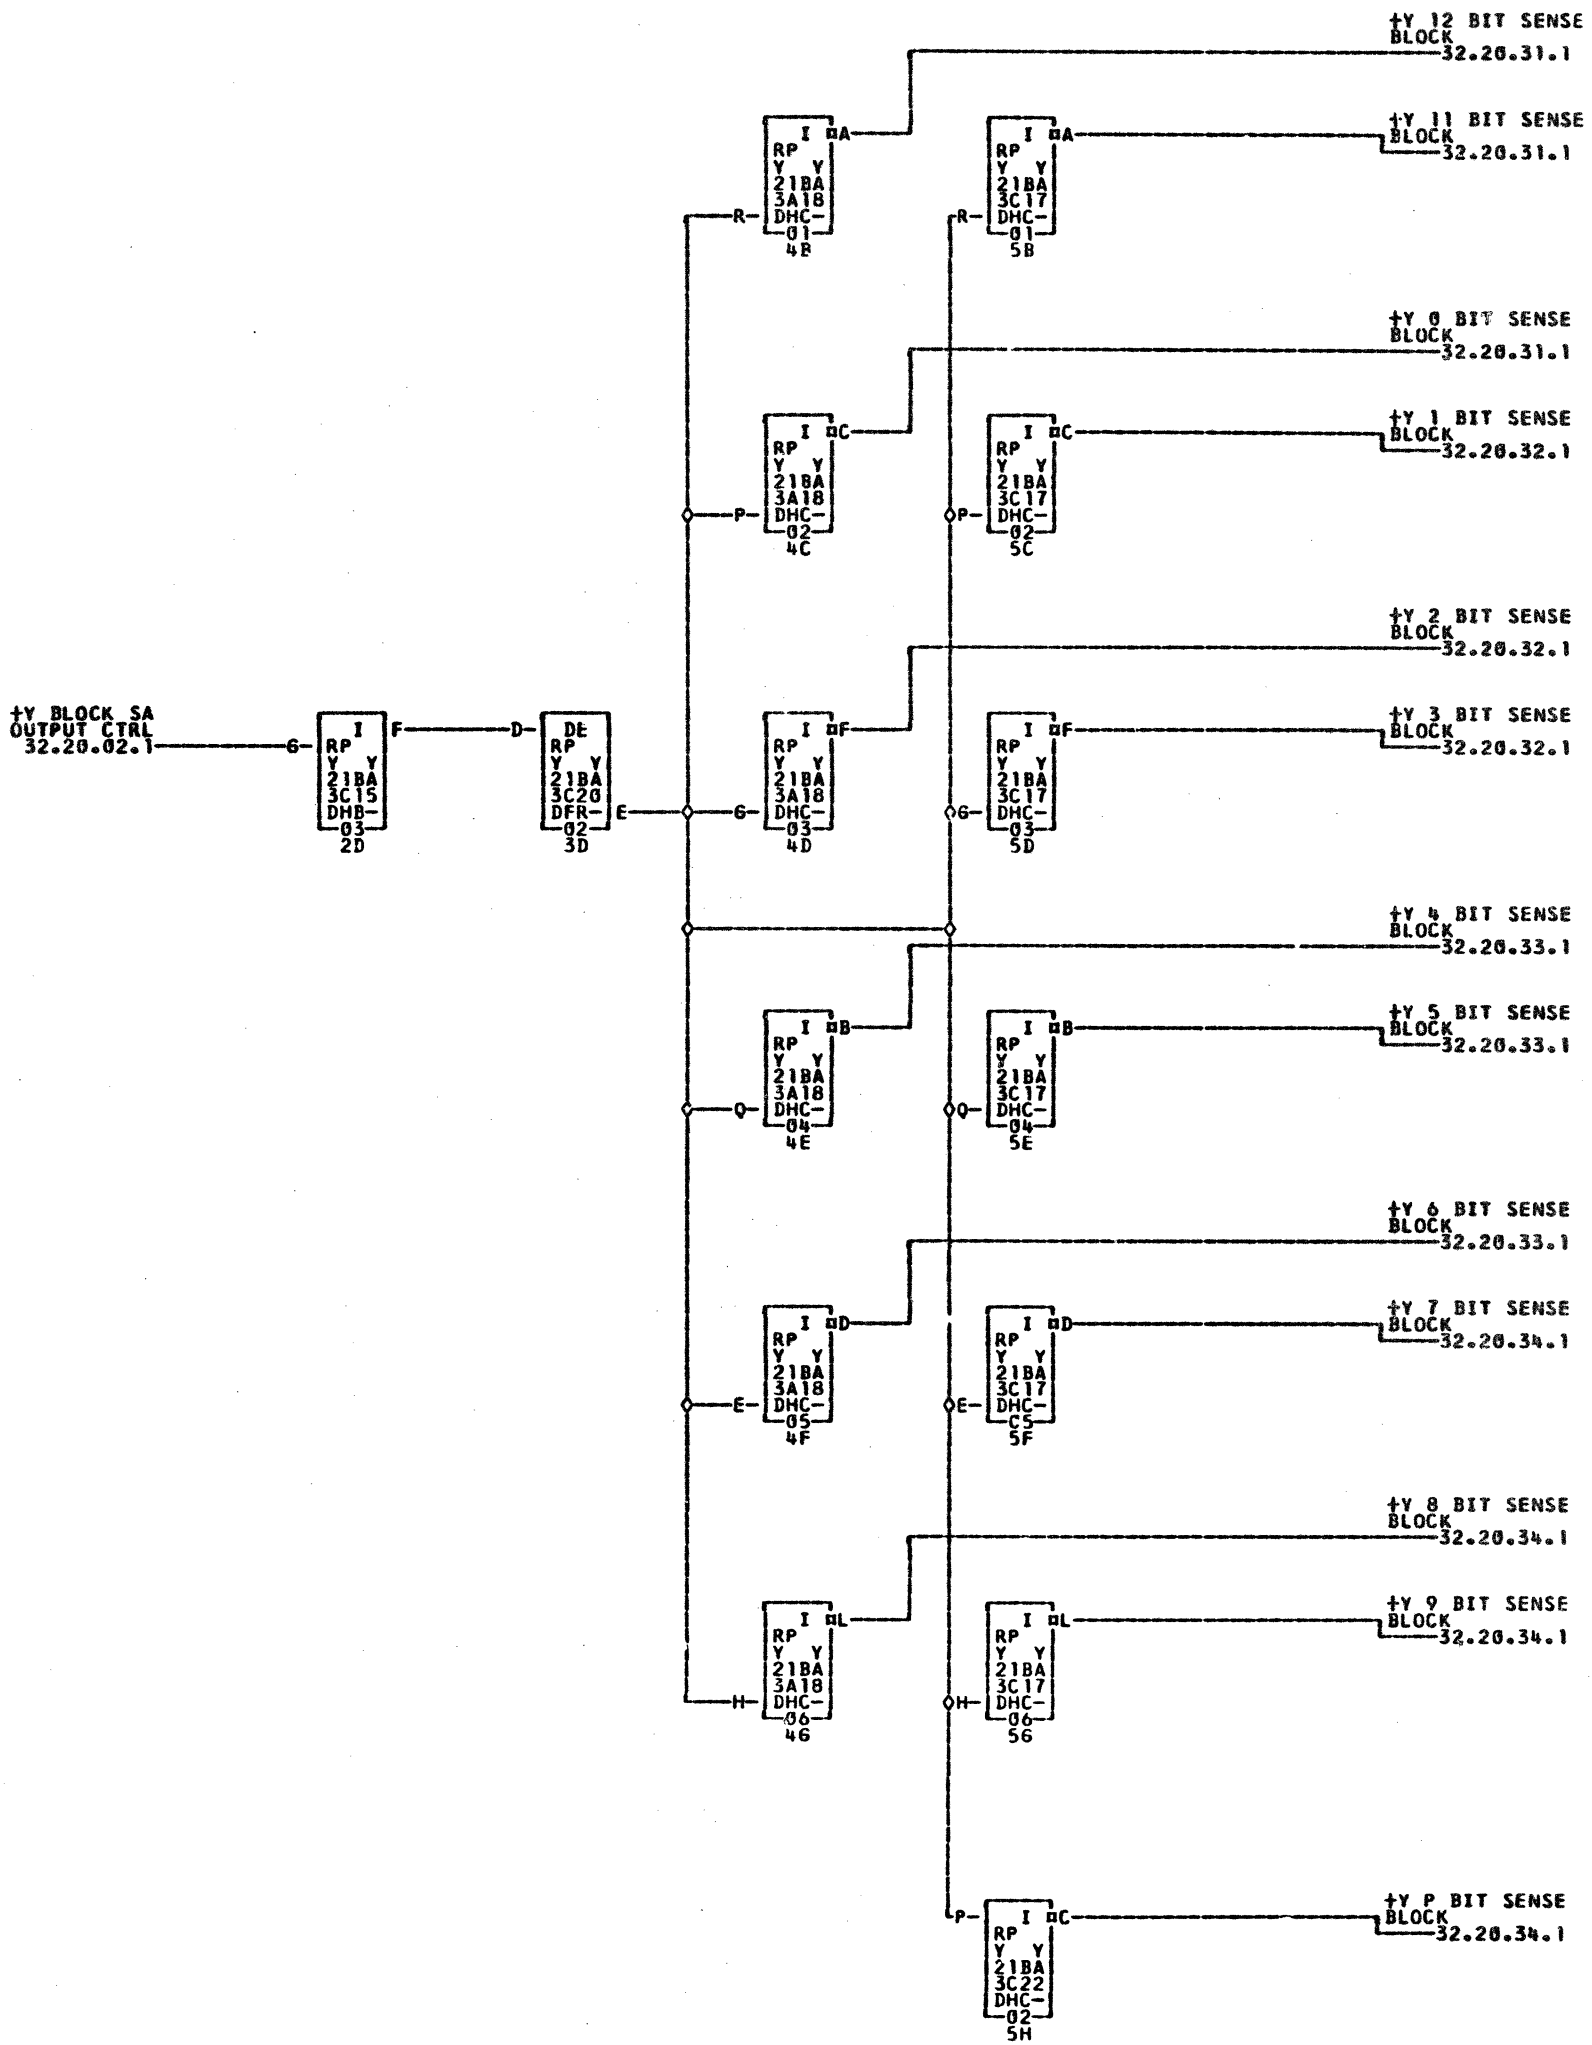 +Y 12 BIT SENSE
BLOCK
32.20.31.1
I A
RP
Y Y
21BA
3A18
R DHC-
01
4B
I A
RP
Y Y
21BA
3C17
R DHC-
01
5B
+Y 11 BIT SENSE
BLOCK
32.20.31.1
+Y 0 BIT SENSE
BLOCK
32.20.31.1
I C
RP
Y Y
21BA
3A18
P DHC-
02
4C
I C
RP
Y Y
21BA
3C17
P DHC-
02
5C
+Y 1 BIT SENSE
BLOCK
32.20.32.1
+Y 2 BIT SENSE
BLOCK
32.20.32.1
+Y BLOCK SA
OUTPUT CTRL
32.20.02.1
I F
G RP
Y Y
21BA
3C15
DHB-
03
2D
D DE
RP
Y Y
21BA
3C20
DFR- E
02
3D
I F
RP
Y Y
21BA
3A18
G DHC-
03
4D
I F
RP
Y Y
21BA
3C17
G DHC-
03
5D
+Y 3 BIT SENSE
BLOCK
32.20.32.1
+Y 4 BIT SENSE
BLOCK
32.20.33.1
I B
RP
Y Y
21BA
3A18
Q DHC-
04
4E
I B
RP
Y Y
21BA
3C17
Q DHC-
04
5E
+Y 5 BIT SENSE
BLOCK
32.20.33.1
+Y 6 BIT SENSE
BLOCK
32.20.33.1
I D
RP
Y Y
21BA
3A18
E DHC-
05
4F
I D
RP
Y Y
21BA
3C17
E DHC-
C5
5F
+Y 7 BIT SENSE
BLOCK
32.20.34.1
+Y 8 BIT SENSE
BLOCK
32.20.34.1
I L
RP
Y Y
21BA
3A18
H DHC-
06
4G
I L
RP
Y Y
21BA
3C17
H DHC-
06
5G
+Y 9 BIT SENSE
BLOCK
32.20.34.1
P I C
RP
Y Y
21BA
3C22
DHC-
02
5H
+Y P BIT SENSE
BLOCK
32.20.34.1